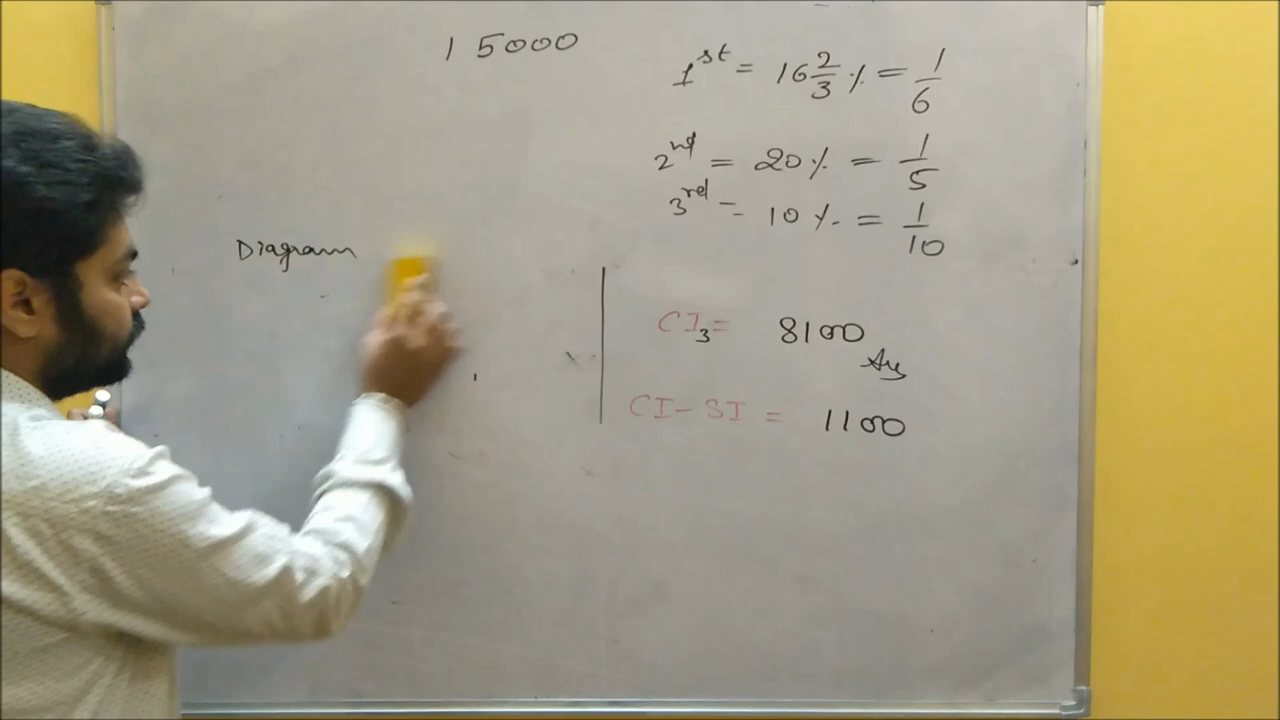 15000
1st = 16 2/3 % = 1/6
2nd = 20% = 1/5
3rd = 10% = 1/10
Diagram
CI3 = 8100
Ans
CI - SI = 1100